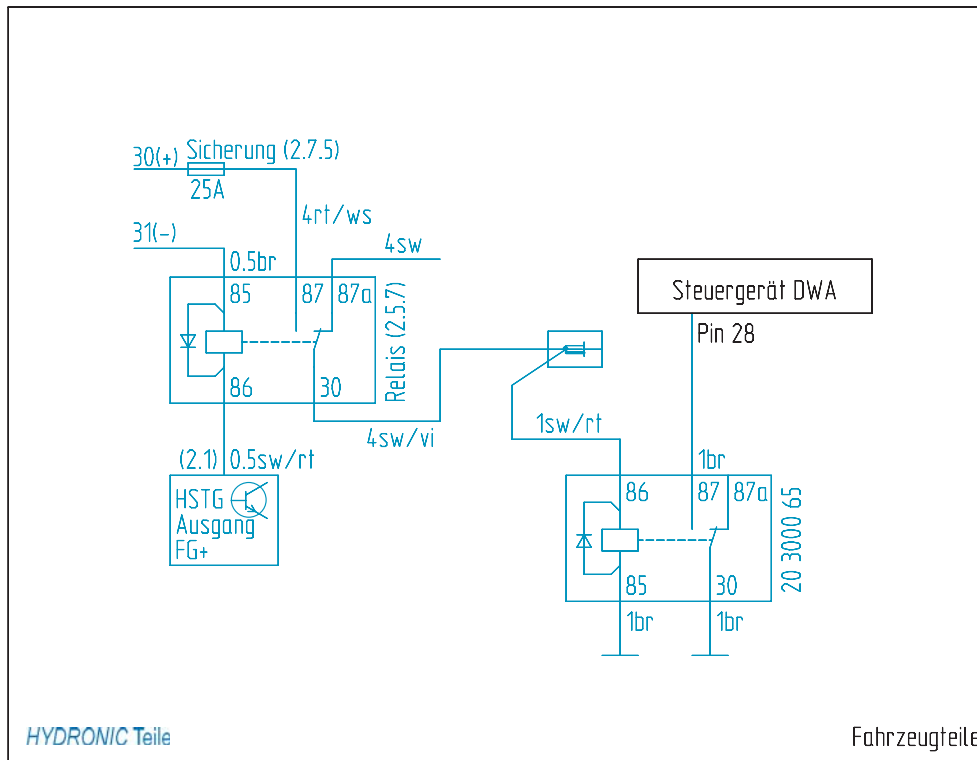 30(+) Sicherung (2.7.5)
25A
4rt/ws
31(-)
0.5br
4sw
85 87 87a
Relais (2.5.7)
86 30
4sw/vi
(2.1) 0.5sw/rt
HSTG
Ausgang
FG+
Steuergerät DWA
Pin 28
1sw/rt
1br
86 87 87a
20 3000 65
85 30
1br 1br
HYDRONIC Teile
Fahrzeugteile